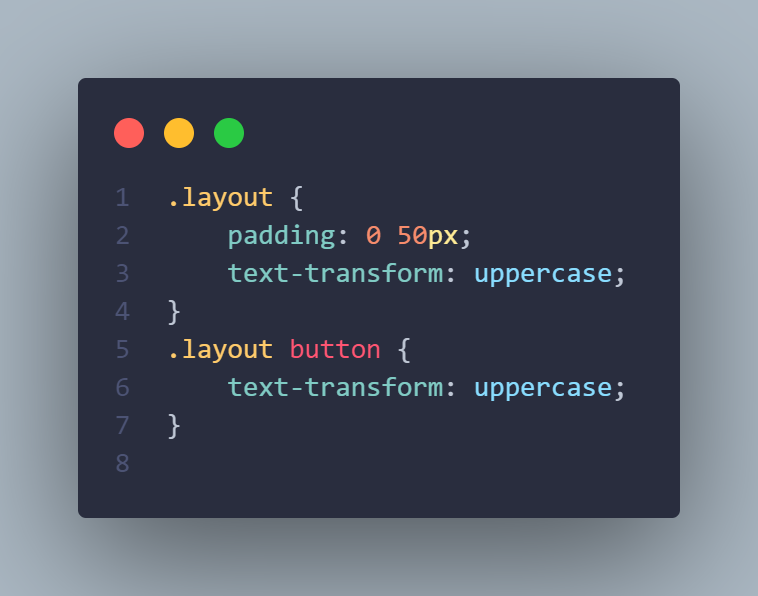 1 .layout {
2     padding: 0 50px;
3     text-transform: uppercase;
4 }
5 .layout button {
6     text-transform: uppercase;
7 }
8